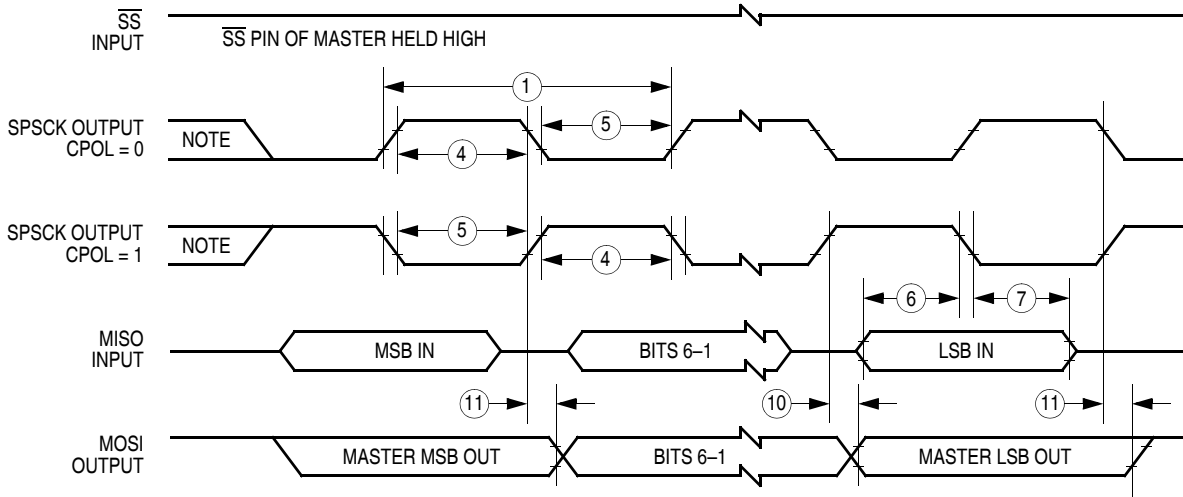 SS
INPUT
SS PIN OF MASTER HELD HIGH
1
SPSCK OUTPUT
CPOL = 0
NOTE
5
4
SPSCK OUTPUT
CPOL = 1
NOTE
5
4
6
7
MISO
INPUT
MSB IN
BITS 6–1
LSB IN
11
10
11
MOSI
OUTPUT
MASTER MSB OUT
BITS 6–1
MASTER LSB OUT